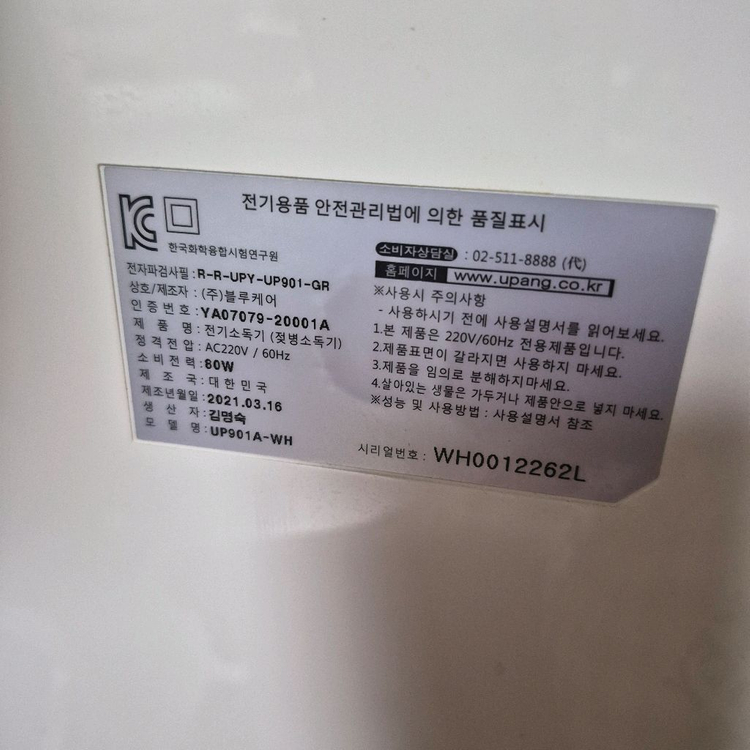 전기용품 안전관리법에 의한 품질표시
KC
한국화학융합시험연구원
전자파검사필 : R-R-UPY-UP901-GR
상호/제조자 : (주)블루케어
인증번호 : YA07079-20001A
제품명 : 전기소독기 (젖병소독기)
정격전압 : AC220V / 60Hz
소비전력 : 80W
제조국 : 대한민국
제조년월일 : 2021.03.16
생산자 : 김명숙
모델명 : UP901A-WH
소비자상담실 : 02-511-8888 (代)
홈페이지 www.upang.co.kr
※사용시 주의사항
- 사용하시기 전에 사용설명서를 읽어보세요.
1.본 제품은 220V/60Hz 전용제품입니다.
2.제품표면이 갈라지면 사용하지 마세요.
3.제품을 임의로 분해하지마세요.
4.살아있는 생물은 가두거나 제품안으로 넣지 마세요.
※성능 및 사용방법 : 사용설명서 참조
시리얼번호 : WH0012262L